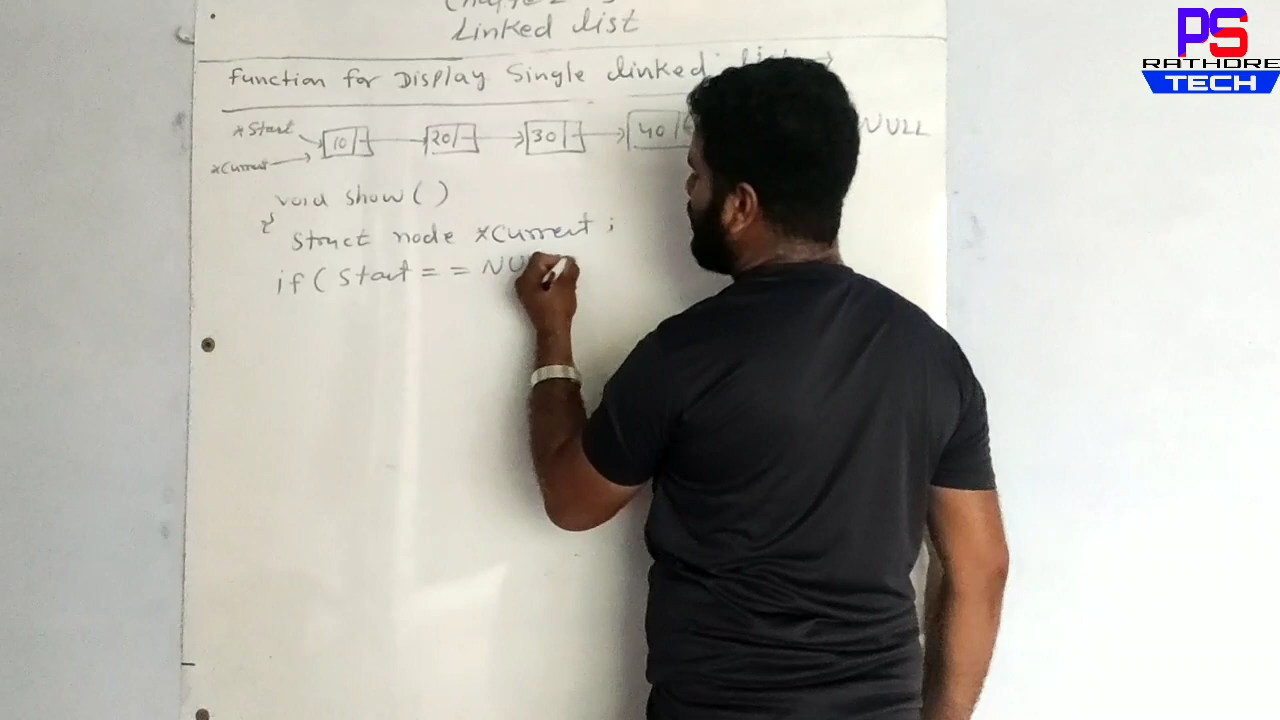 Linked list
function for Display Single linked
*Start
10 20 30 40 NULL
*Current
void show ( )
{
struct node *Current ;
if ( Start = = NU
PS
RATHORE
TECH